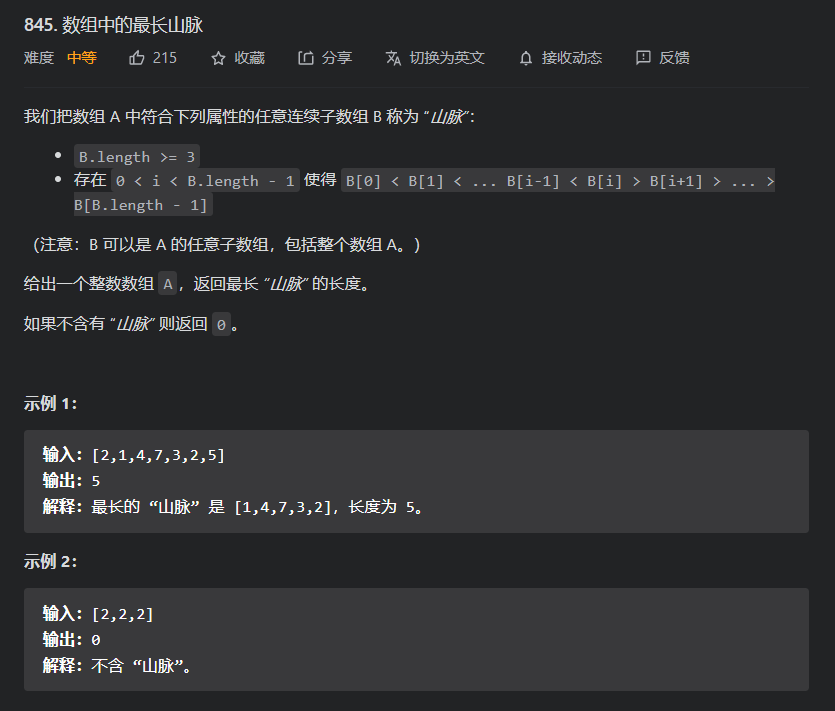 845. 数组中的最长山脉
难度 中等 215 收藏 分享 切换为英文 接收动态 反馈
我们把数组 A 中符合下列属性的任意连续子数组 B 称为 “山脉”：
• B.length >= 3
• 存在 0 < i < B.length - 1 使得 B[0] < B[1] < ... B[i-1] < B[i] > B[i+1] > ... >
B[B.length - 1]
（注意：B 可以是 A 的任意子数组，包括整个数组 A。）
给出一个整数数组 A，返回最长 “山脉” 的长度。
如果不含有 “山脉” 则返回 0。
示例 1：
输入：[2,1,4,7,3,2,5]
输出：5
解释：最长的 “山脉” 是 [1,4,7,3,2]，长度为 5。
示例 2：
输入：[2,2,2]
输出：0
解释：不含 “山脉”。